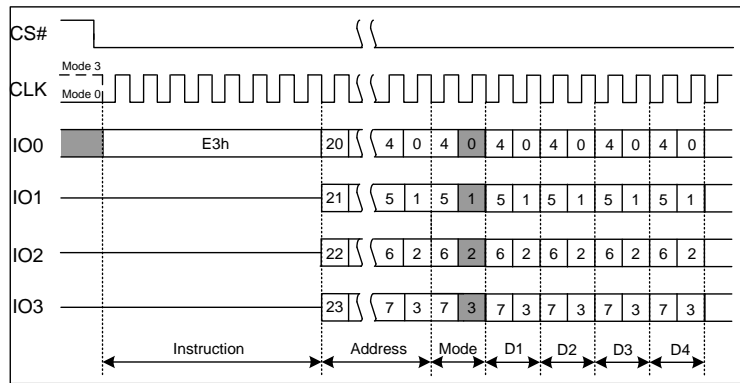 CS#
Mode 3
CLK
Mode 0
IO0 E3h 20 4 0 4 0 4 0 4 0 4 0 4 0
IO1 21 5 1 5 1 5 1 5 1 5 1 5 1
IO2 22 6 2 6 2 6 2 6 2 6 2 6 2
IO3 23 7 3 7 3 7 3 7 3 7 3 7 3
Instruction Address Mode D1 D2 D3 D4